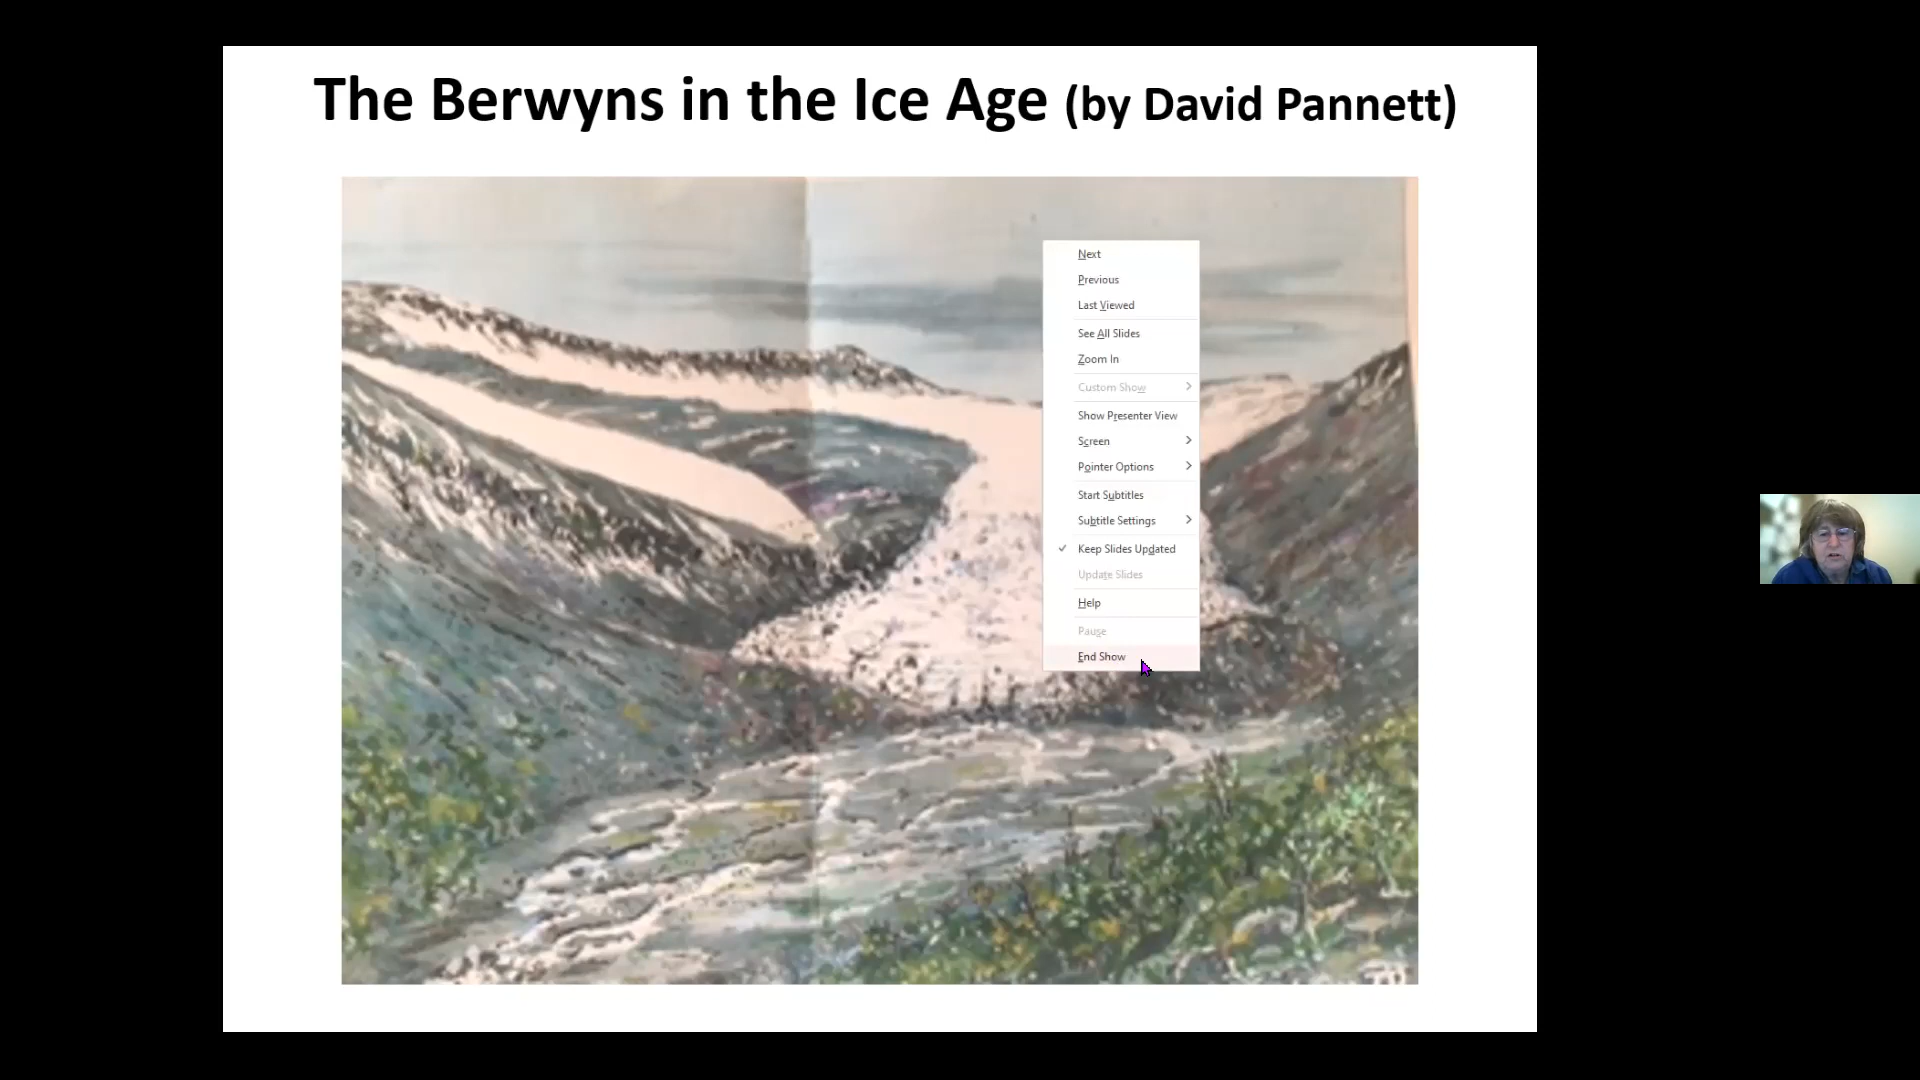 The Berwyns in the Ice Age (by David Pannett)
Next
Previous
Last Viewed
See All Slides
Zoom In
Custom Show
Show Presenter View
Screen
Pointer Options
Start Subtitles
Subtitle Settings
Keep Slides Updated
Update Slides
Help
Pause
End Show